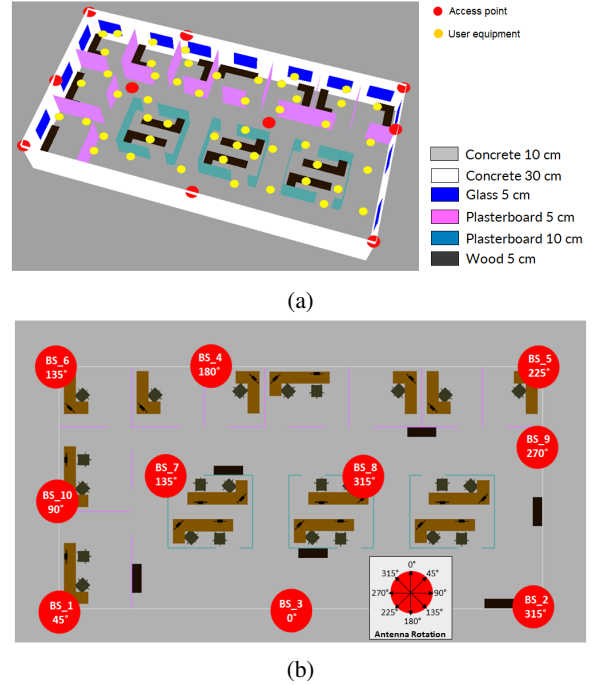 Access point
User equipment
Concrete 10 cm
Concrete 30 cm
Glass 5 cm
Plasterboard 5 cm
Plasterboard 10 cm
Wood 5 cm
(a)
BS_6
135°
BS_4
180°
BS_5
225°
BS_9
270°
BS_7
135°
BS_8
315°
BS_10
90°
BS_1
45°
BS_3
0°
BS_2
315°
0°
315°
45°
270°
90°
225°
135°
180°
Antenna Rotation
(b)